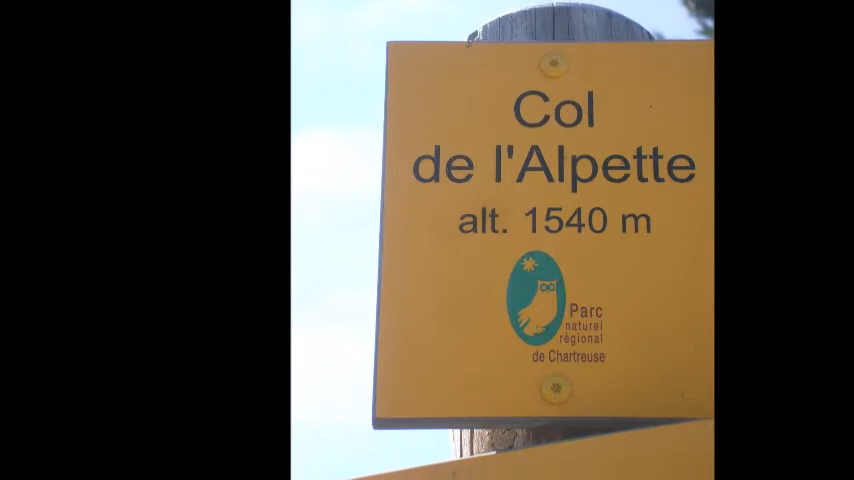 Col
de l'Alpette
alt. 1540 m
Parc
naturel
régional
de Chartreuse